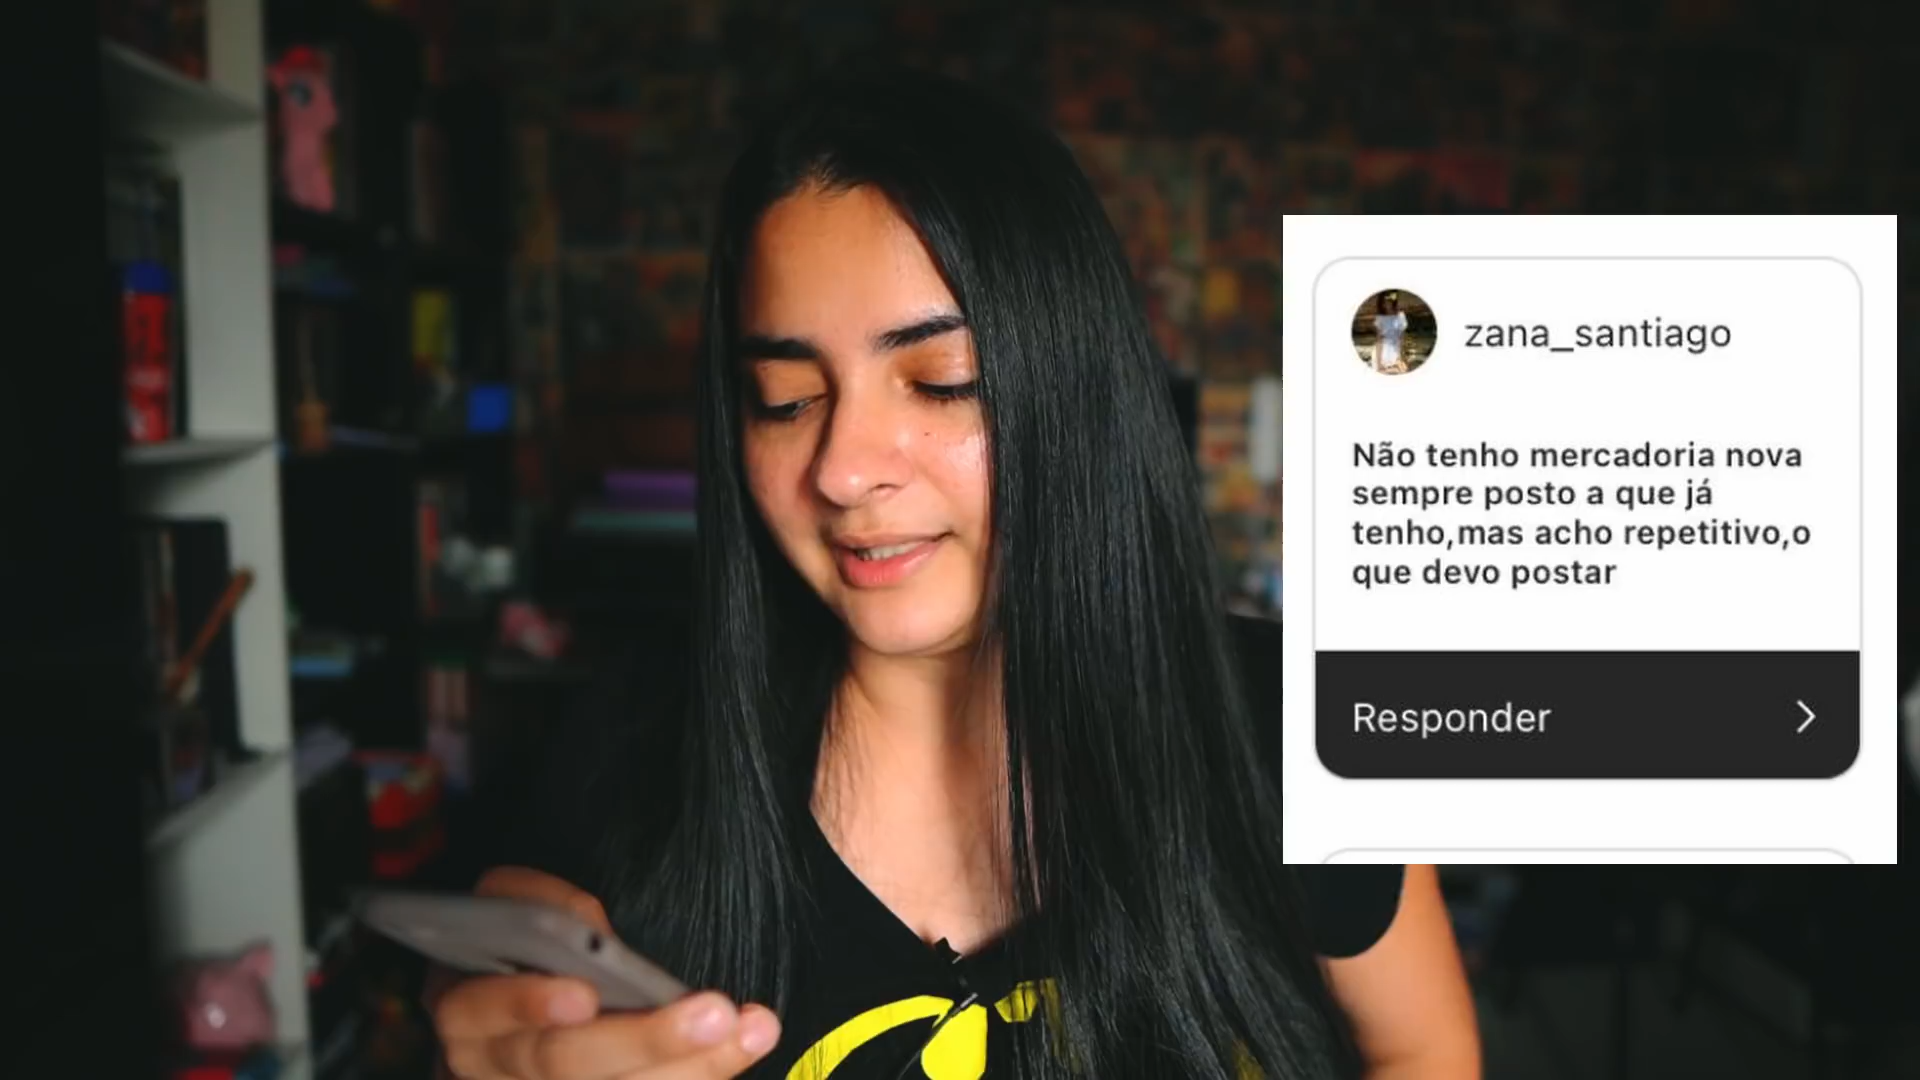 zana_santiago
Não tenho mercadoria nova
sempre posto a que já
tenho,mas acho repetitivo,o
que devo postar
Responder